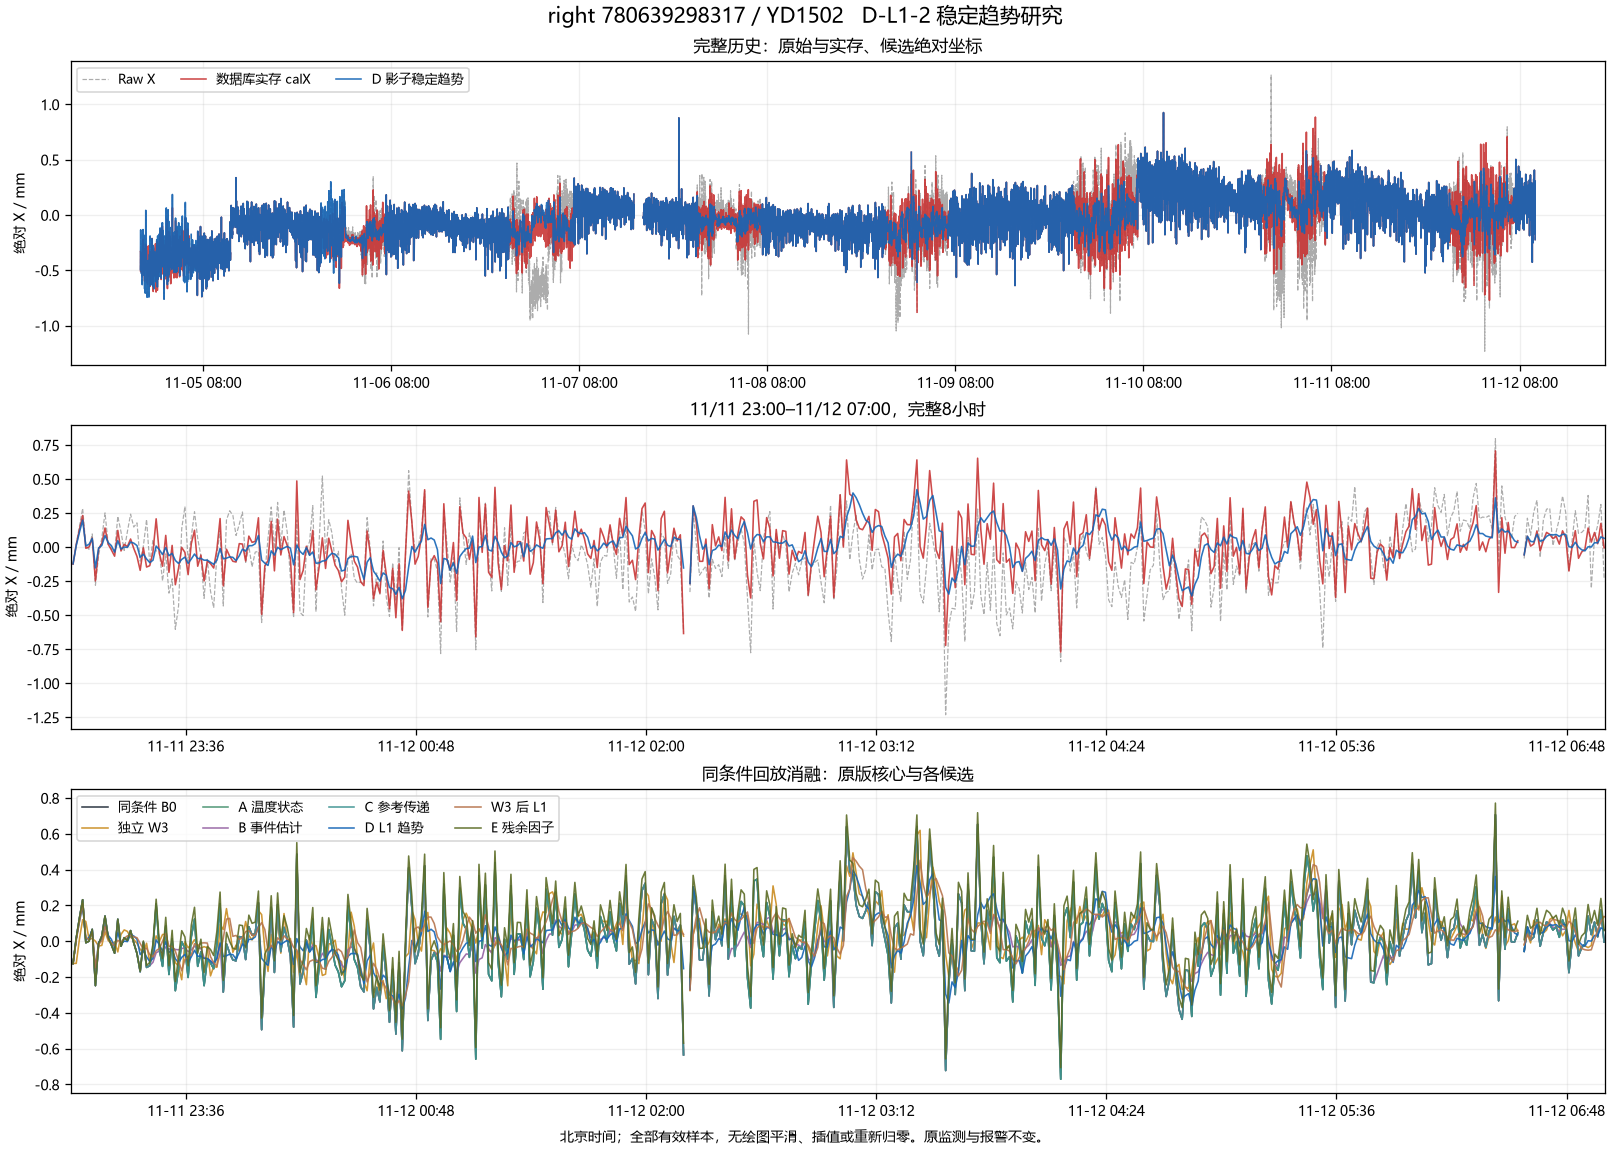 right 780639298317 / YD1502   D-L1-2 稳定趋势研究
完整历史：原始与实存、候选绝对坐标
Raw X
数据库实存 calX
D 影子稳定趋势
绝对 X / mm
1.0
0.5
0.0
-0.5
-1.0
11-05 08:00
11-06 08:00
11-07 08:00
11-08 08:00
11-09 08:00
11-10 08:00
11-11 08:00
11-12 08:00
11/11 23:00–11/12 07:00，完整8小时
绝对 X / mm
0.75
0.50
0.25
0.00
-0.25
-0.50
-0.75
-1.00
-1.25
11-11 23:36
11-12 00:48
11-12 02:00
11-12 03:12
11-12 04:24
11-12 05:36
11-12 06:48
同条件回放消融：原版核心与各候选
同条件 B0
A 温度状态
C 参考传递
W3 后 L1
独立 W3
B 事件估计
D L1 趋势
E 残余因子
绝对 X / mm
0.8
0.6
0.4
0.2
0.0
-0.2
-0.4
-0.6
-0.8
11-11 23:36
11-12 00:48
11-12 02:00
11-12 03:12
11-12 04:24
11-12 05:36
11-12 06:48
北京时间；全部有效样本，无绘图平滑、插值或重新归零。原监测与报警不变。